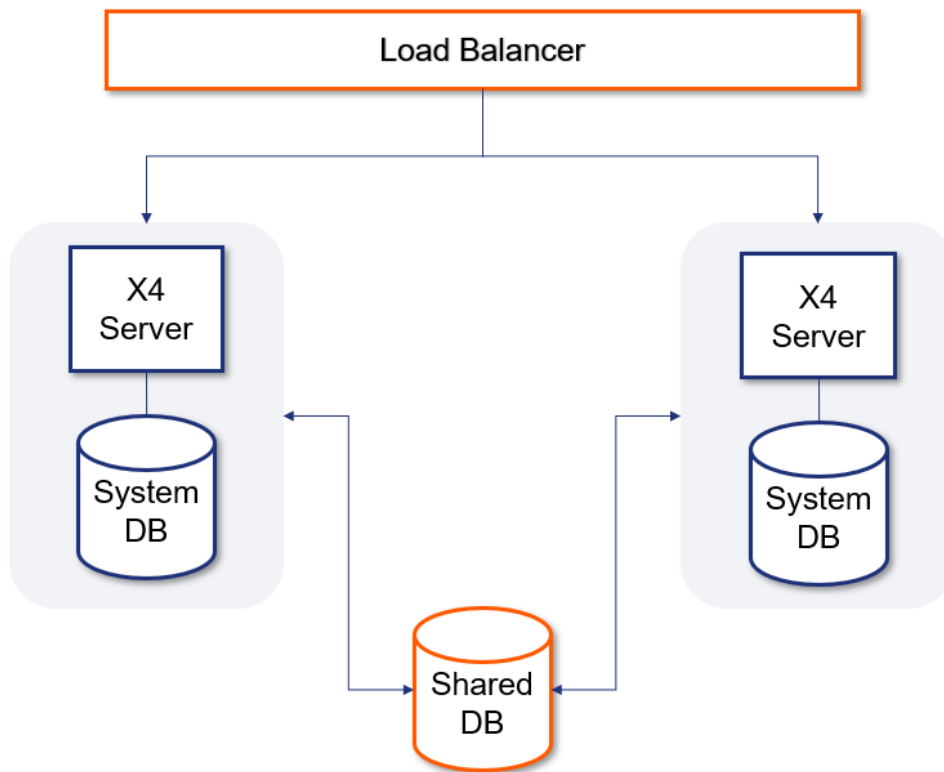 Load Balancer
X4
Server
X4
Server
System
DB
System
DB
Shared
DB